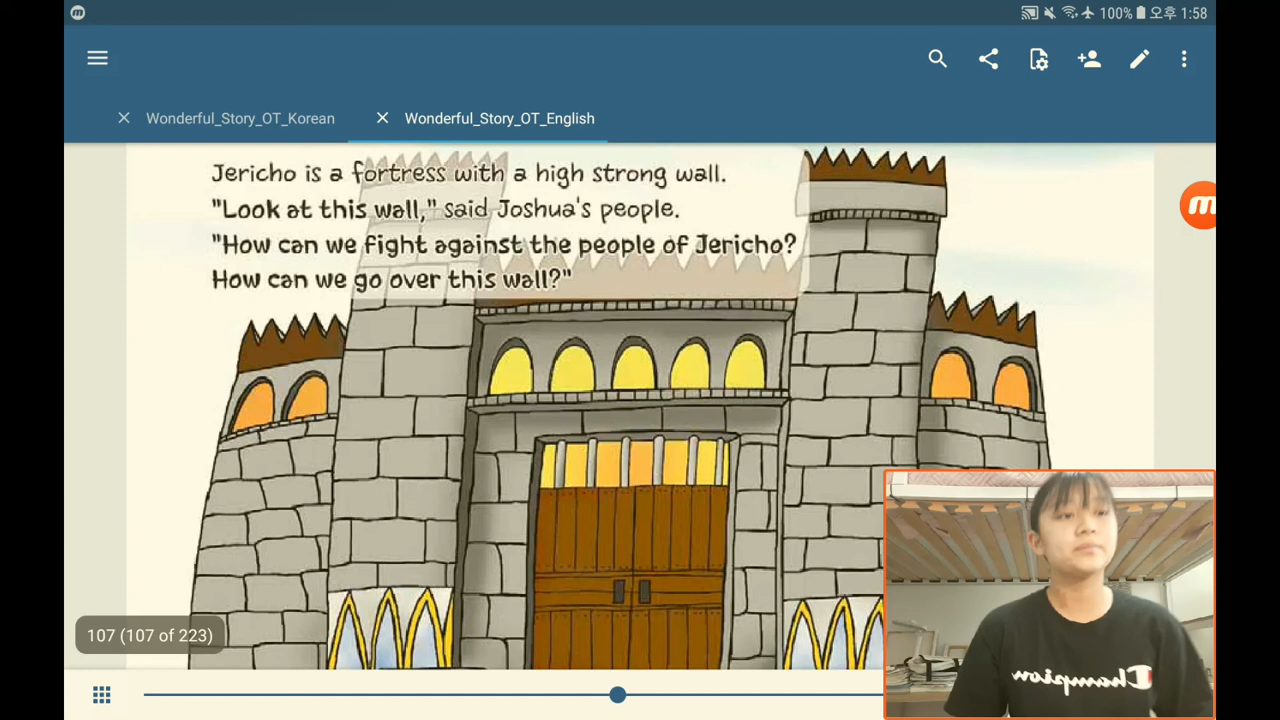 100% 오후 1:58
Wonderful_Story_OT_Korean
Wonderful_Story_OT_English
Jericho is a fortress with a high strong wall.
"Look at this wall," said Joshua's people.
"How can we fight against the people of Jericho?
How can we go over this wall?"
107 (107 of 223)
Champion